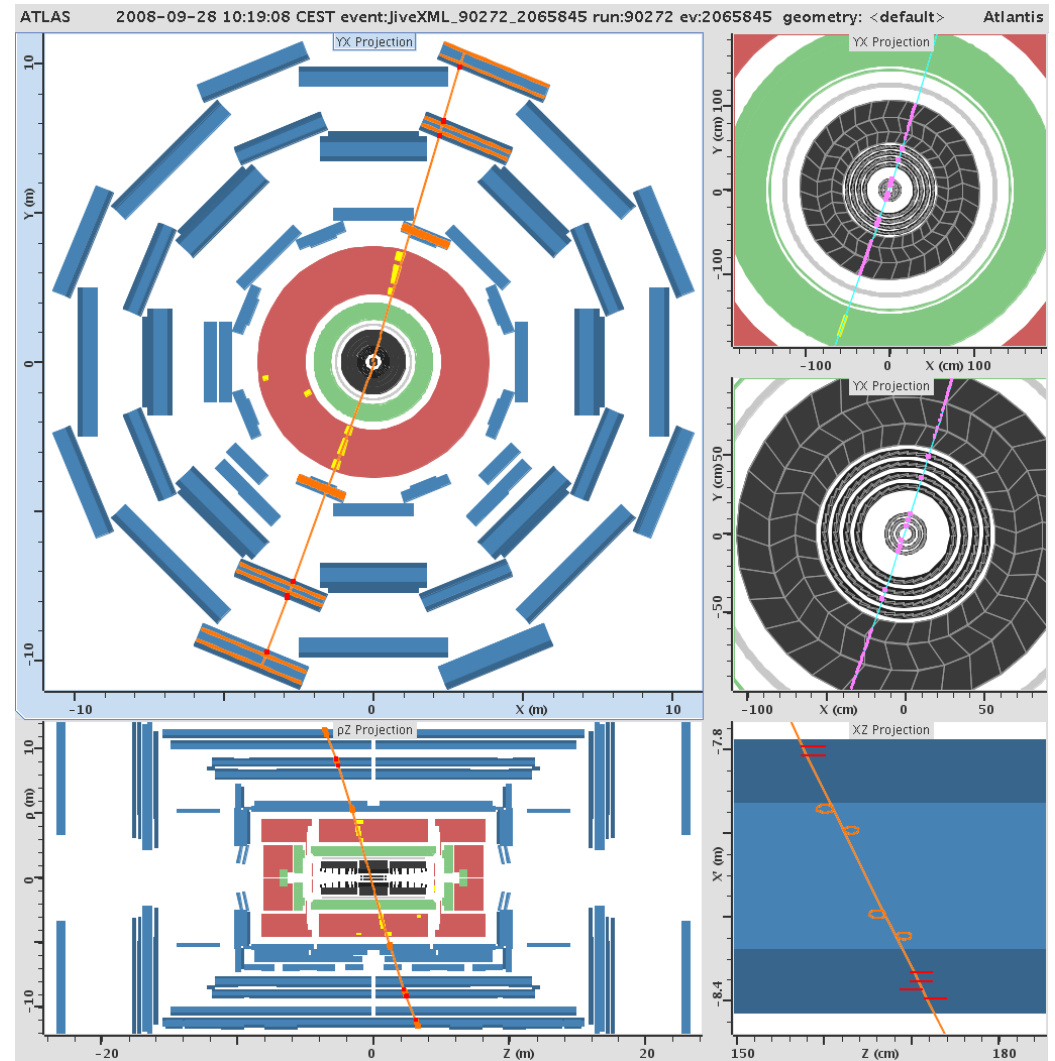 ATLAS 2008-09-28 10:19:08 CEST event:JiveXML_90272_2065845 run:90272 ev:2065845 geometry: <default> Atlantis
YX Projection
10
Y (m)
0
-10
-10 0 X (m) 10
YX Projection
100
Y (cm)
0
-100
-100 0 X (cm) 100
YX Projection
50
Y (cm)
0
-50
-100 X (cm) 0 50
ρZ Projection
10
ρ (m)
0
-10
-20 0 Z (m) 20
XZ Projection
-7.8
X' (m)
-8.4
150 Z (cm) 180